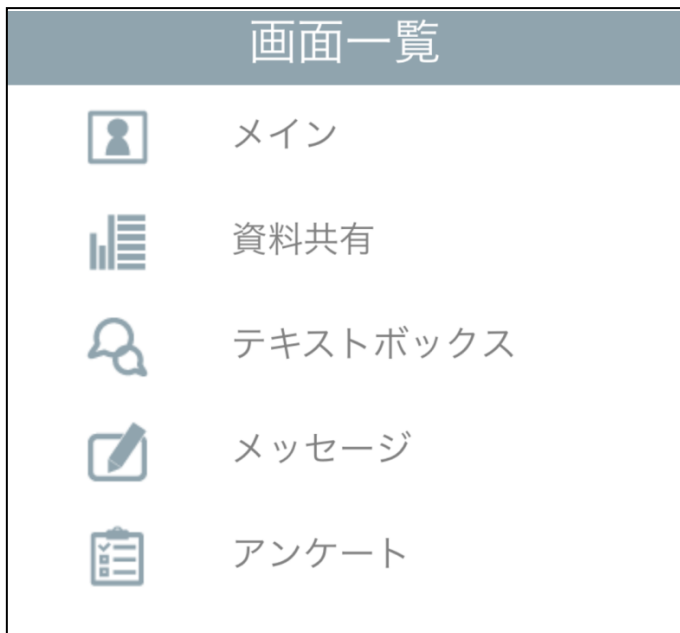 画面一覧
メイン
資料共有
テキストボックス
メッセージ
アンケート